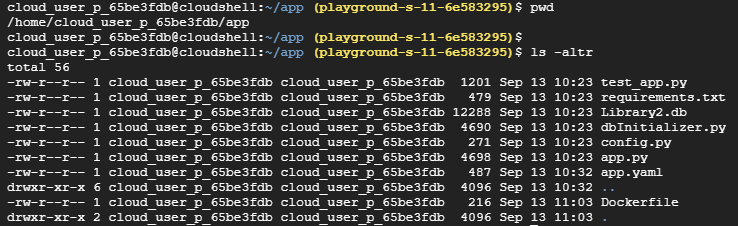 cloud_user_p_65be3fdb@cloudshell:~/app (playground-s-11-6e583295)$ pwd
/home/cloud_user_p_65be3fdb/app
cloud_user_p_65be3fdb@cloudshell:~/app (playground-s-11-6e583295)$
cloud_user_p_65be3fdb@cloudshell:~/app (playground-s-11-6e583295)$ ls -altr
total 56
-rw-r--r-- 1 cloud_user_p_65be3fdb cloud_user_p_65be3fdb  1201 Sep 13 10:23 test_app.py
-rw-r--r-- 1 cloud_user_p_65be3fdb cloud_user_p_65be3fdb   479 Sep 13 10:23 requirements.txt
-rw-r--r-- 1 cloud_user_p_65be3fdb cloud_user_p_65be3fdb 12288 Sep 13 10:23 Library2.db
-rw-r--r-- 1 cloud_user_p_65be3fdb cloud_user_p_65be3fdb  4690 Sep 13 10:23 dbInitializer.py
-rw-r--r-- 1 cloud_user_p_65be3fdb cloud_user_p_65be3fdb   271 Sep 13 10:23 config.py
-rw-r--r-- 1 cloud_user_p_65be3fdb cloud_user_p_65be3fdb  4698 Sep 13 10:23 app.py
-rw-r--r-- 1 cloud_user_p_65be3fdb cloud_user_p_65be3fdb   487 Sep 13 10:32 app.yaml
drwxr-xr-x 6 cloud_user_p_65be3fdb cloud_user_p_65be3fdb  4096 Sep 13 10:32 ..
-rw-r--r-- 1 cloud_user_p_65be3fdb cloud_user_p_65be3fdb   216 Sep 13 11:03 Dockerfile
drwxr-xr-x 2 cloud_user_p_65be3fdb cloud_user_p_65be3fdb  4096 Sep 13 11:03 .